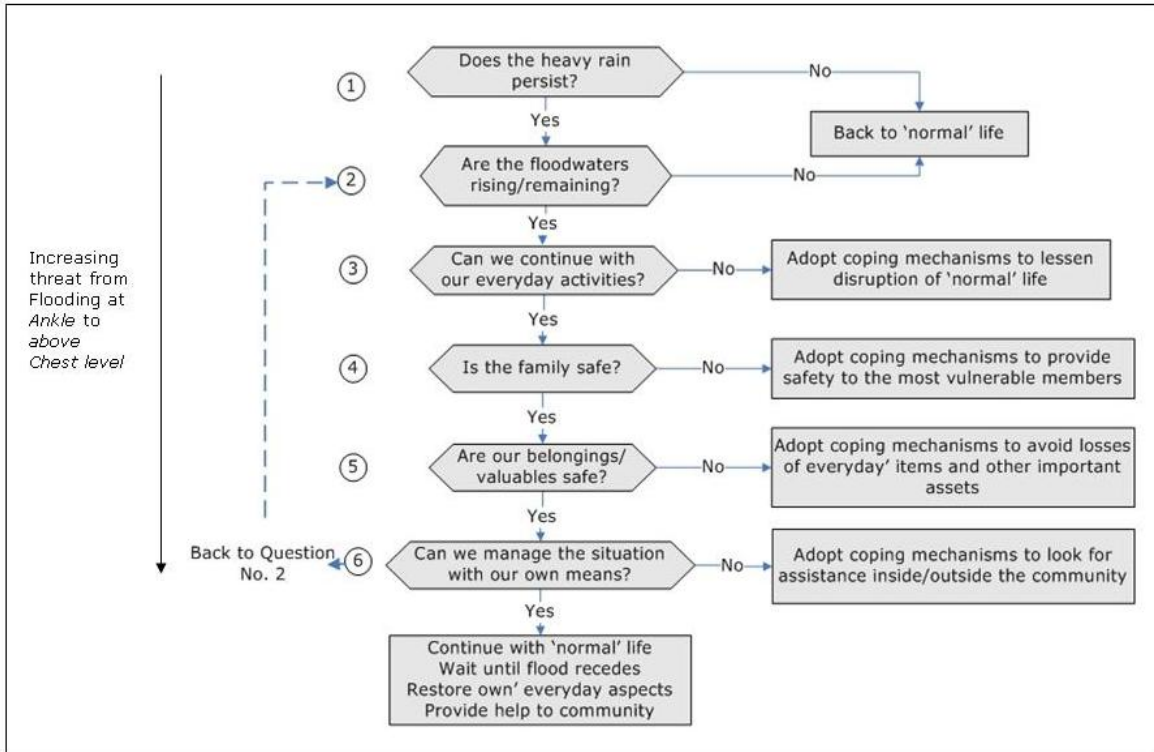 Does the heavy rain
persist?
No
1
Yes
Back to ‘normal’ life
Are the floodwaters
rising/remaining?
No
2
Yes
Increasing
threat from
Flooding at
Ankle to
above
Chest level
Can we continue with
our everyday activities?
No
Adopt coping mechanisms to lessen
disruption of ‘normal’ life
3
Yes
Is the family safe?
No
Adopt coping mechanisms to provide
safety to the most vulnerable members
4
Yes
Are our belongings/
valuables safe?
No
Adopt coping mechanisms to avoid losses
of everyday’ items and other important
assets
5
Yes
Back to Question
No. 2
6
Can we manage the situation
with our own means?
No
Adopt coping mechanisms to look for
assistance inside/outside the community
Yes
Continue with ‘normal’ life
Wait until flood recedes
Restore own’ everyday aspects
Provide help to community